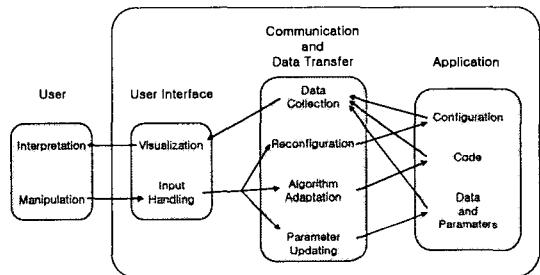 Communication
and
Data Transfer
User
User Interface
Application
Data
Collection
Configuration
Interpretation
Visualization
Reconfiguration
Code
Manipulation
Input
Handling
Algorithm
Adaptation
Data
and
Parameters
Parameter
Updating